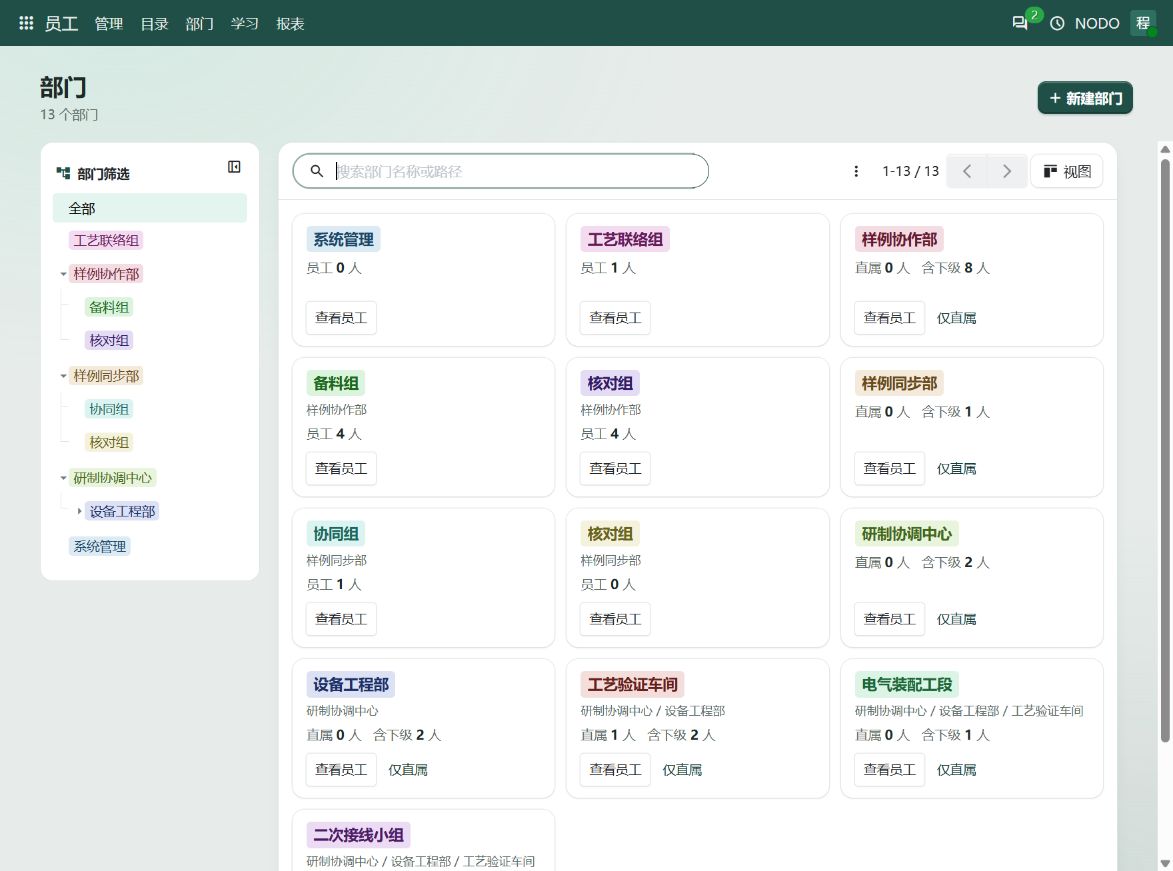 员工 管理 目录 部门 学习 报表 2 NODO 程
部门
13 个部门
+ 新建部门
部门筛选
全部
工艺联络组
样例协作部
备料组
核对组
样例同步部
协同组
核对组
研制协调中心
设备工程部
系统管理
搜索部门名称或路径
1-13 / 13
视图
系统管理
员工 0 人
查看员工
工艺联络组
员工 1 人
查看员工
样例协作部
直属 0 人 含下级 8 人
查看员工 仅直属
备料组
样例协作部
员工 4 人
查看员工
核对组
样例协作部
员工 4 人
查看员工
样例同步部
直属 0 人 含下级 1 人
查看员工 仅直属
协同组
样例同步部
员工 1 人
查看员工
核对组
样例同步部
员工 0 人
查看员工
研制协调中心
直属 0 人 含下级 2 人
查看员工 仅直属
设备工程部
研制协调中心
直属 0 人 含下级 2 人
查看员工 仅直属
工艺验证车间
研制协调中心 / 设备工程部
直属 1 人 含下级 2 人
查看员工 仅直属
电气装配工段
研制协调中心 / 设备工程部 / 工艺验证车间
直属 0 人 含下级 1 人
查看员工 仅直属
二次接线小组
研制协调中心 / 设备工程部 / 工艺验证车间